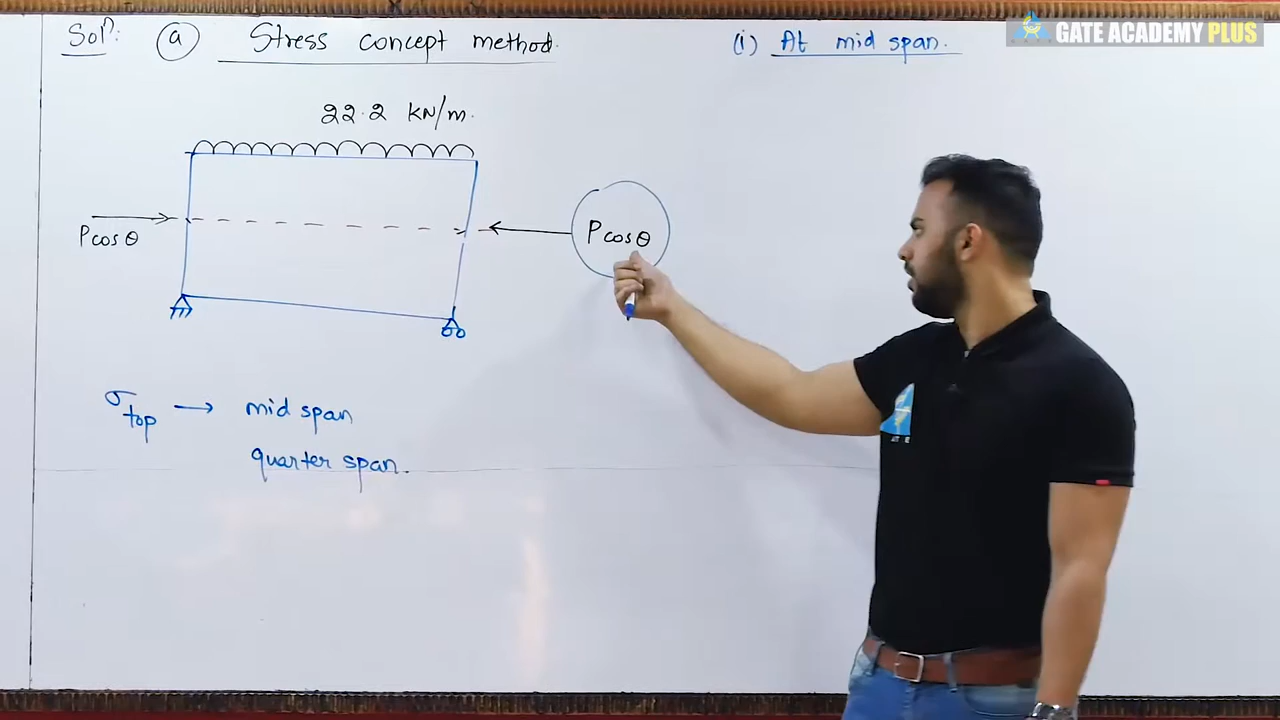 Solⁿ: (a) Stress concept method.
(i) At mid span.
GATE ACADEMY PLUS
22.2 kN/m.
Pcosθ
Pcosθ
σtop → mid span
quarter span.